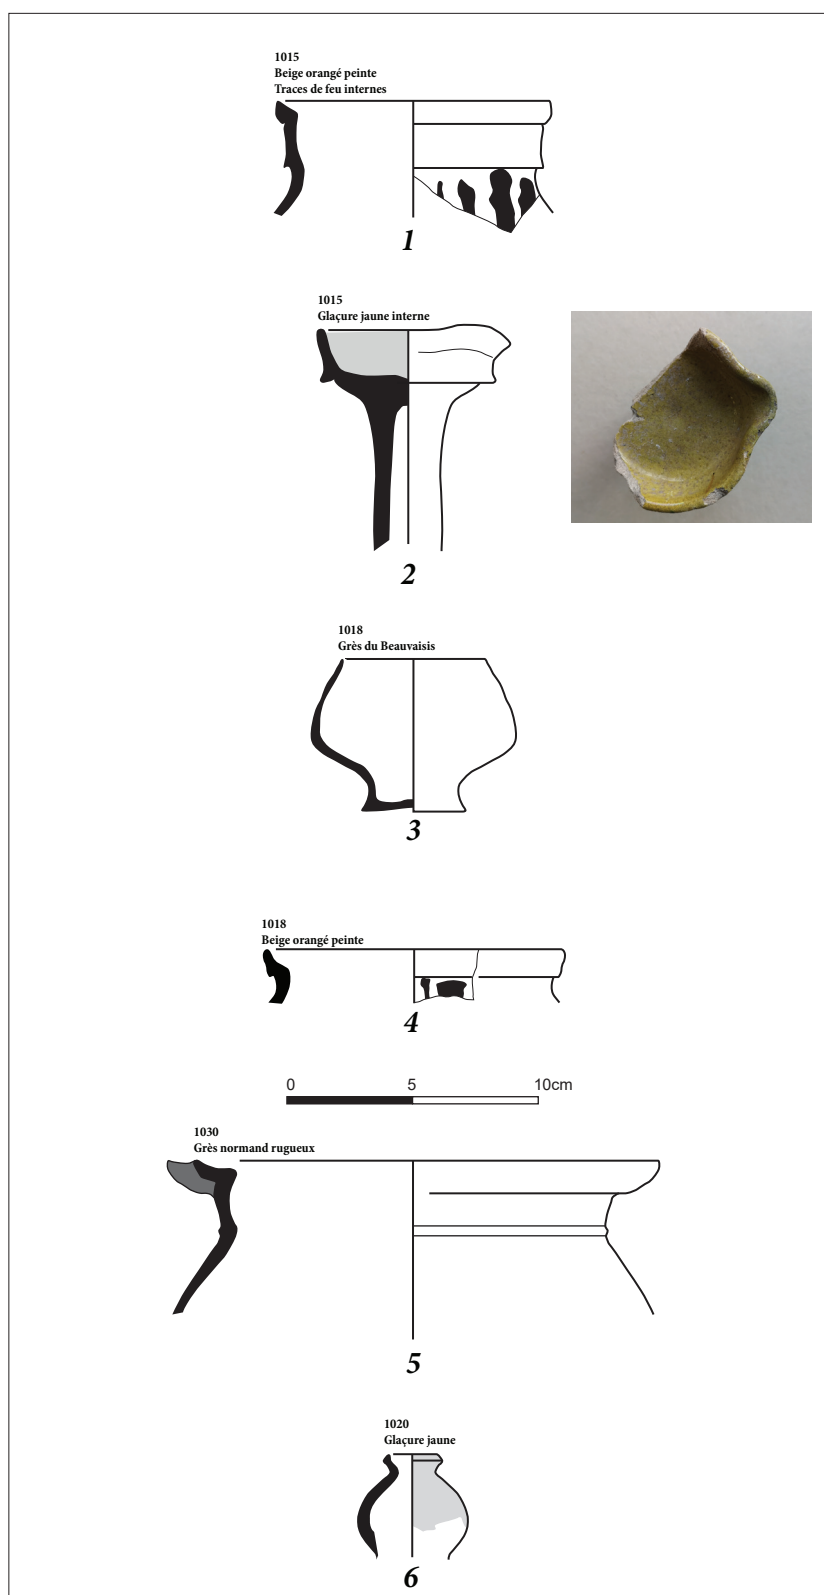 1015
Beige orangé peinte
Traces de feu internes
1
1015
Glaçure jaune interne
2
1018
Grès du Beauvaisis
3
1018
Beige orangé peinte
4
0 5 10cm
1030
Grès normand rugueux
5
1020
Glaçure jaune
6